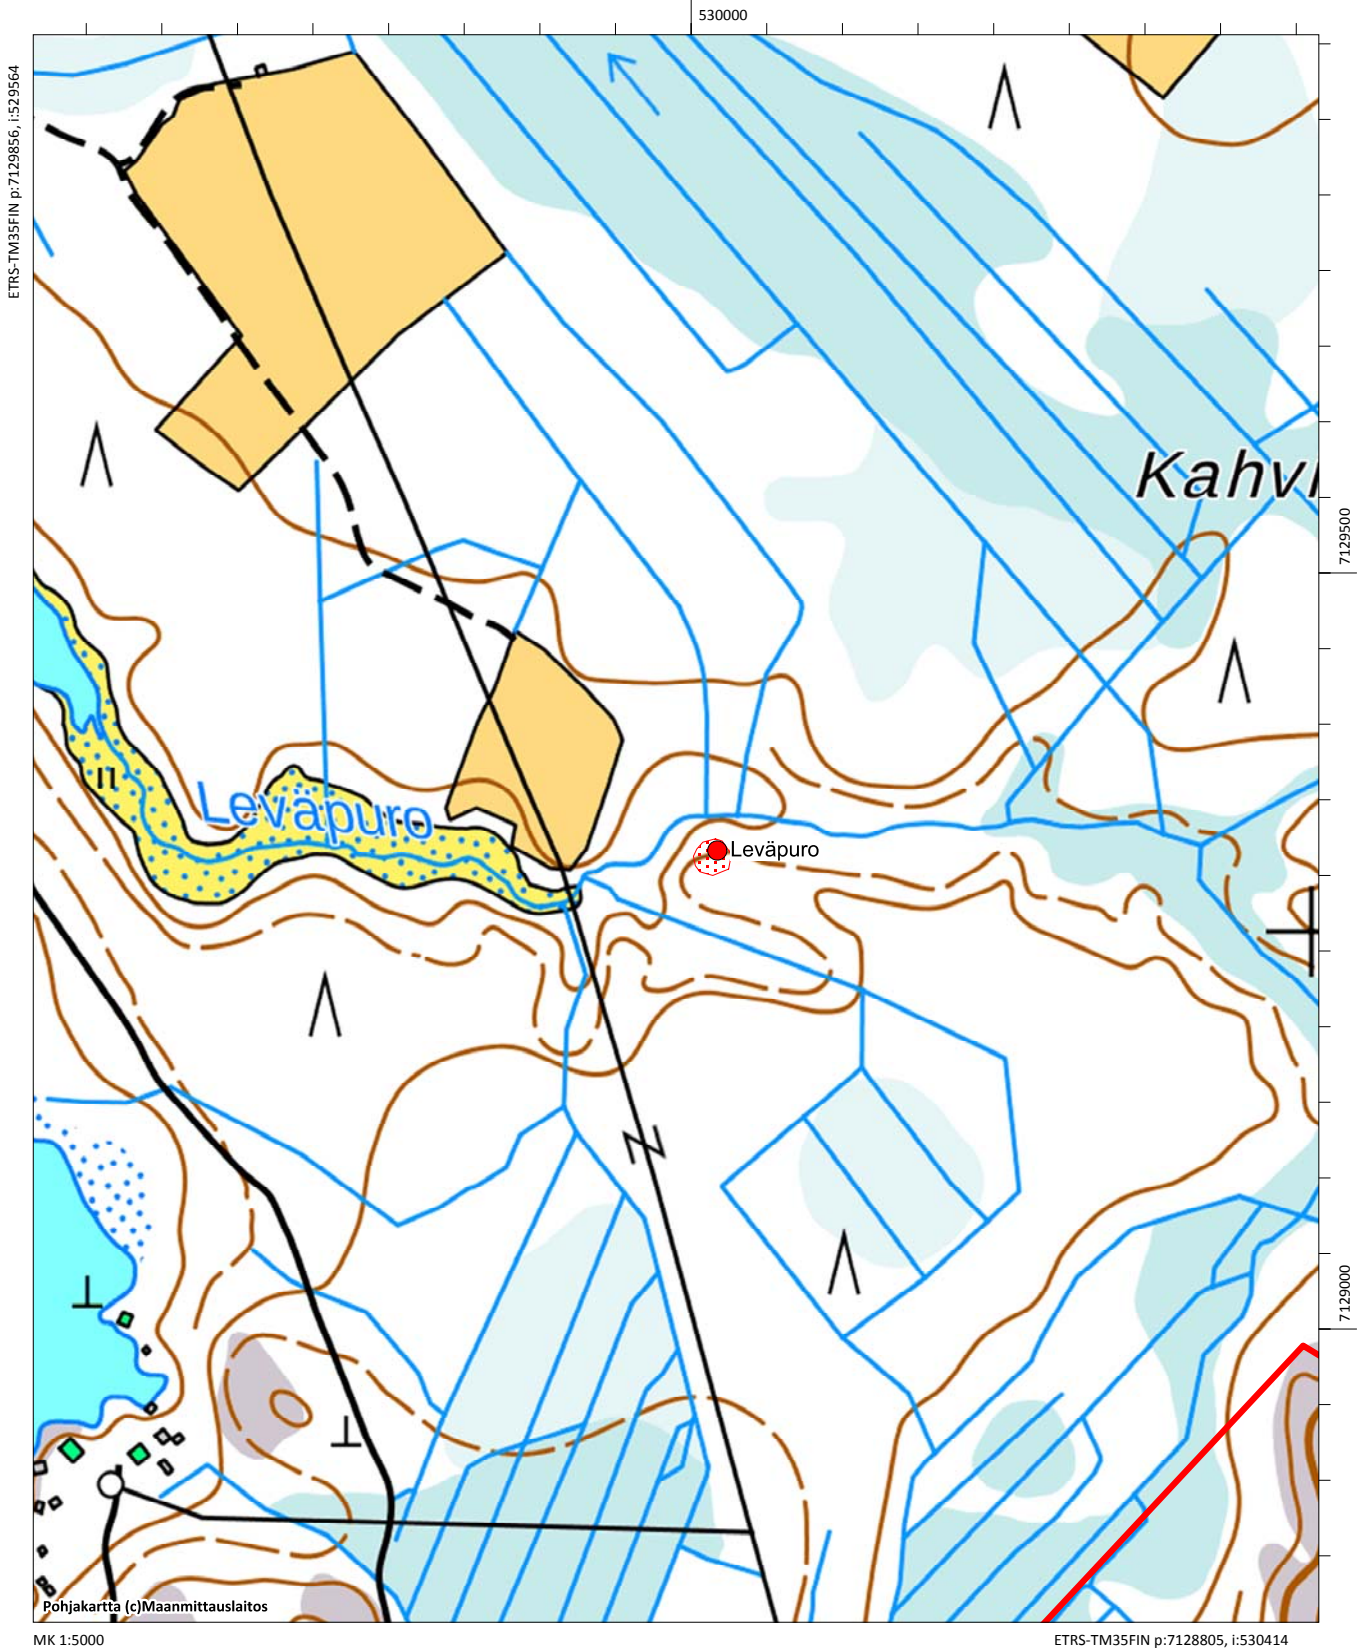 530000
ETRS-TM35FIN p:7129856, i:529564
Kahvi
7129500
Leväpuro
Leväpuro
7129000
Pohjakartta (c)Maanmittauslaitos
MK 1:5000
ETRS-TM35FIN p:7128805, i:530414